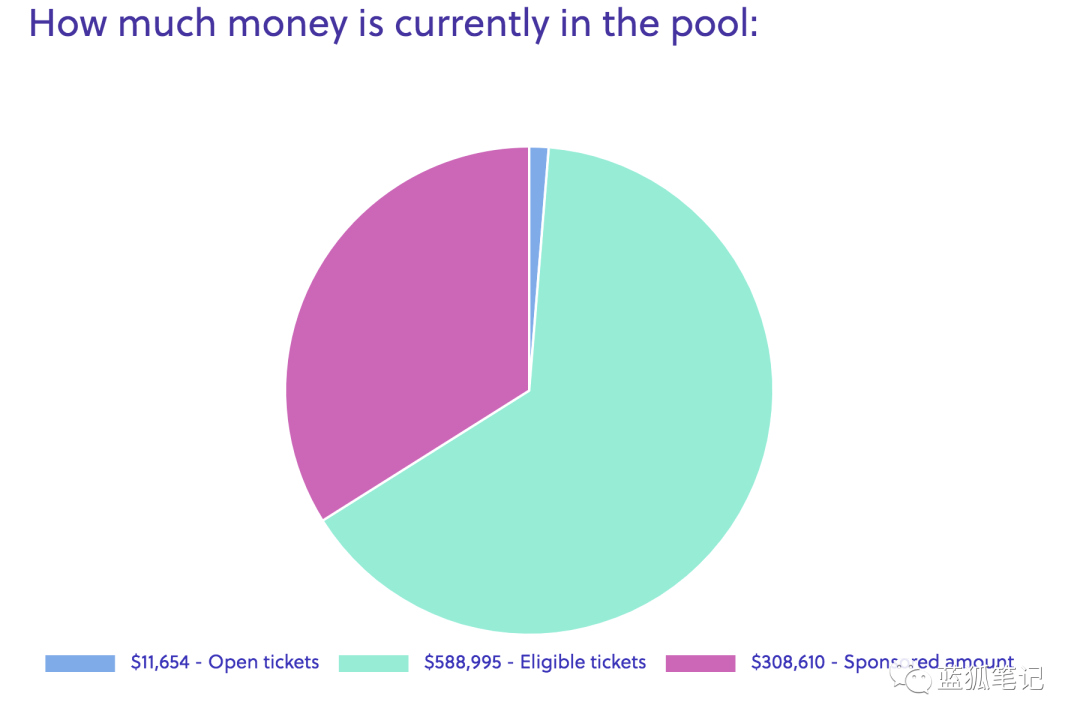 How much money is currently in the pool:
$11,654 - Open tickets $588,995 - Eligible tickets $308,610 - Sponsored amount
蓝狐笔记